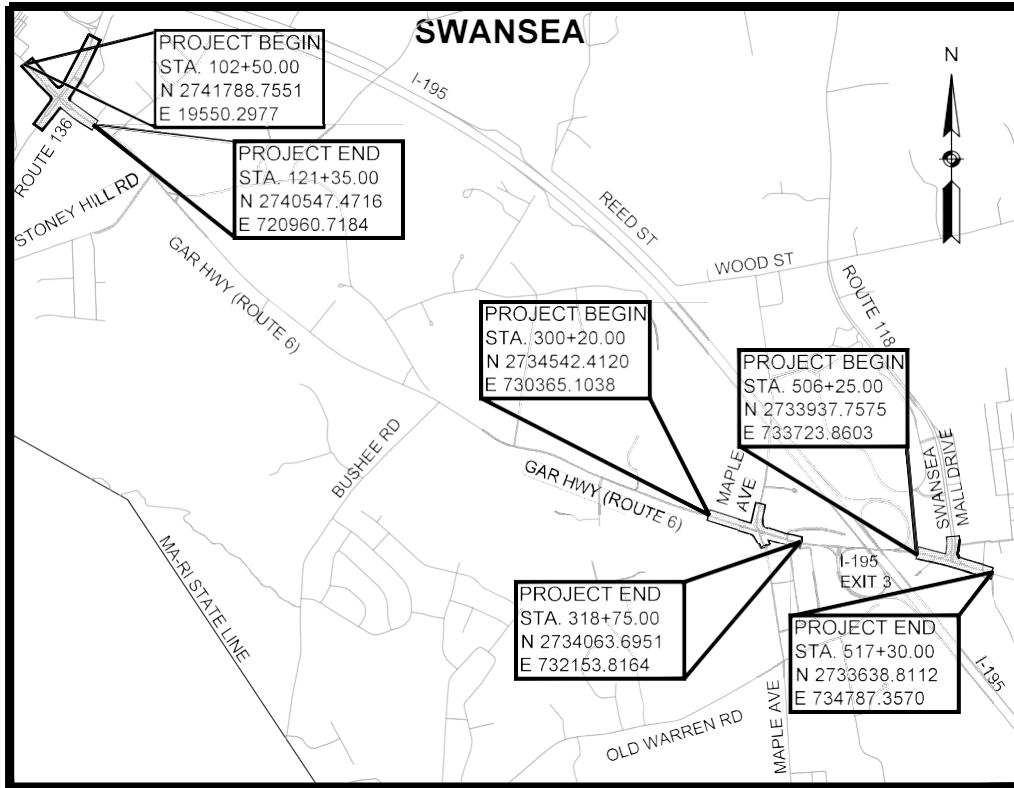 SWANSEA
PROJECT BEGIN
STA. 102+50.00
N 2741788.7551
E 19550.2977
N
I-195
PROJECT END
STA. 121+35.00
N 2740547.4716
E 720960.7184
ROUTE 136
STONEY HILL RD
GAR HWY (ROUTE 6)
REED ST
WOOD ST
ROUTE 118
PROJECT BEGIN
STA. 300+20.00
N 2734542.4120
E 730365.1038
PROJECT BEGIN
STA. 506+25.00
N 2733937.7575
E 733723.8603
BUSHEE RD
GAR HWY (ROUTE 6)
MAPLE
AVE
SWANSEA
MALL DRIVE
MA-RI STATE LINE
I-195
EXIT 3
PROJECT END
STA. 318+75.00
N 2734063.6951
E 732153.8164
PROJECT END
STA. 517+30.00
N 2733638.8112
E 734787.3570
I-195
OLD WARREN RD
MAPLE AVE